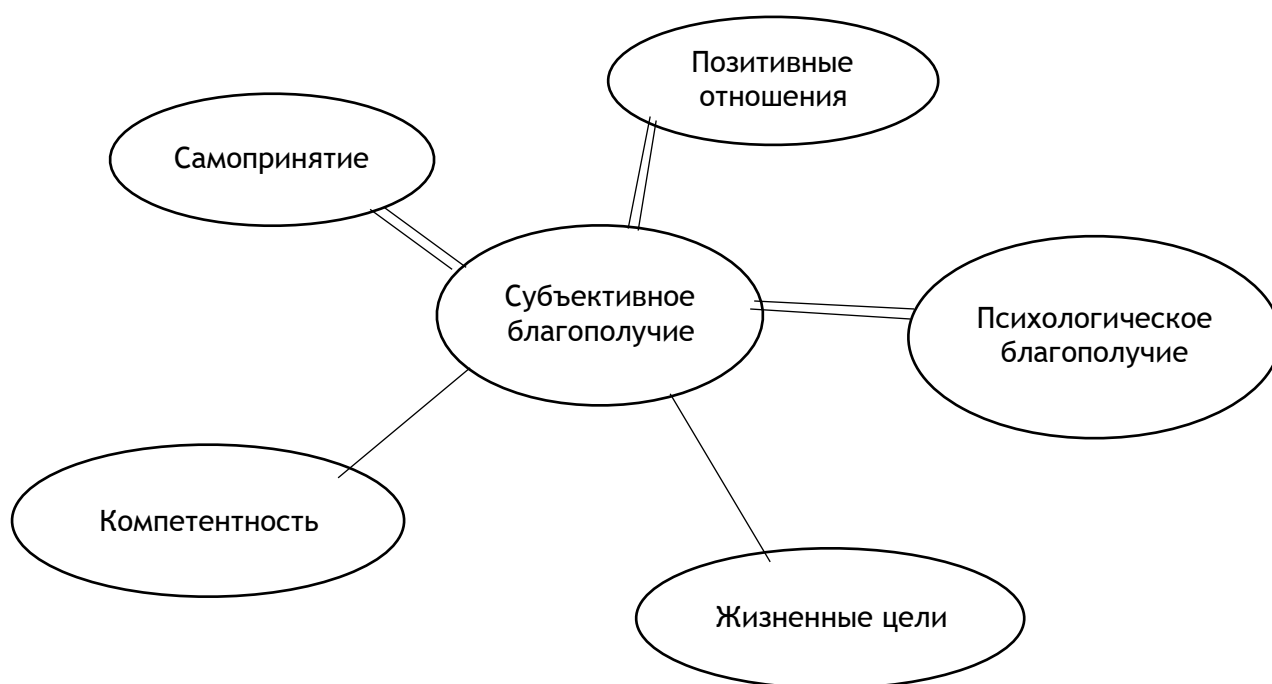 Позитивные
отношения
Самопринятие
Субъективное
благополучие
Психологическое
благополучие
Компетентность
Жизненные цели